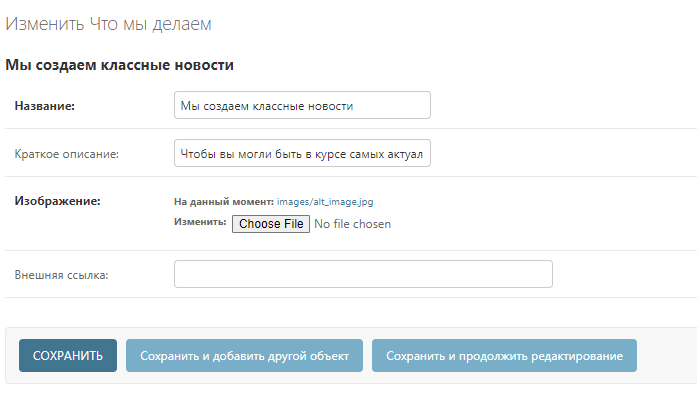 Изменить Что мы делаем
Мы создаем классные новости
Название: Мы создаем классные новости
Краткое описание: Чтобы вы могли быть в курсе самых актуал
Изображение: На данный момент: images/alt_image.jpg
Изменить: Choose File No file chosen
Внешняя ссылка:
СОХРАНИТЬ Сохранить и добавить другой объект Сохранить и продолжить редактирование